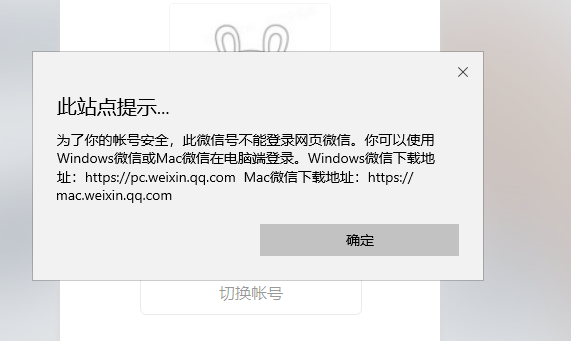 此站点提示...
为了你的帐号安全，此微信号不能登录网页微信。你可以使用
Windows微信或Mac微信在电脑端登录。Windows微信下载地
址：https://pc.weixin.qq.com  Mac微信下载地址：https://
mac.weixin.qq.com
确定
切换帐号